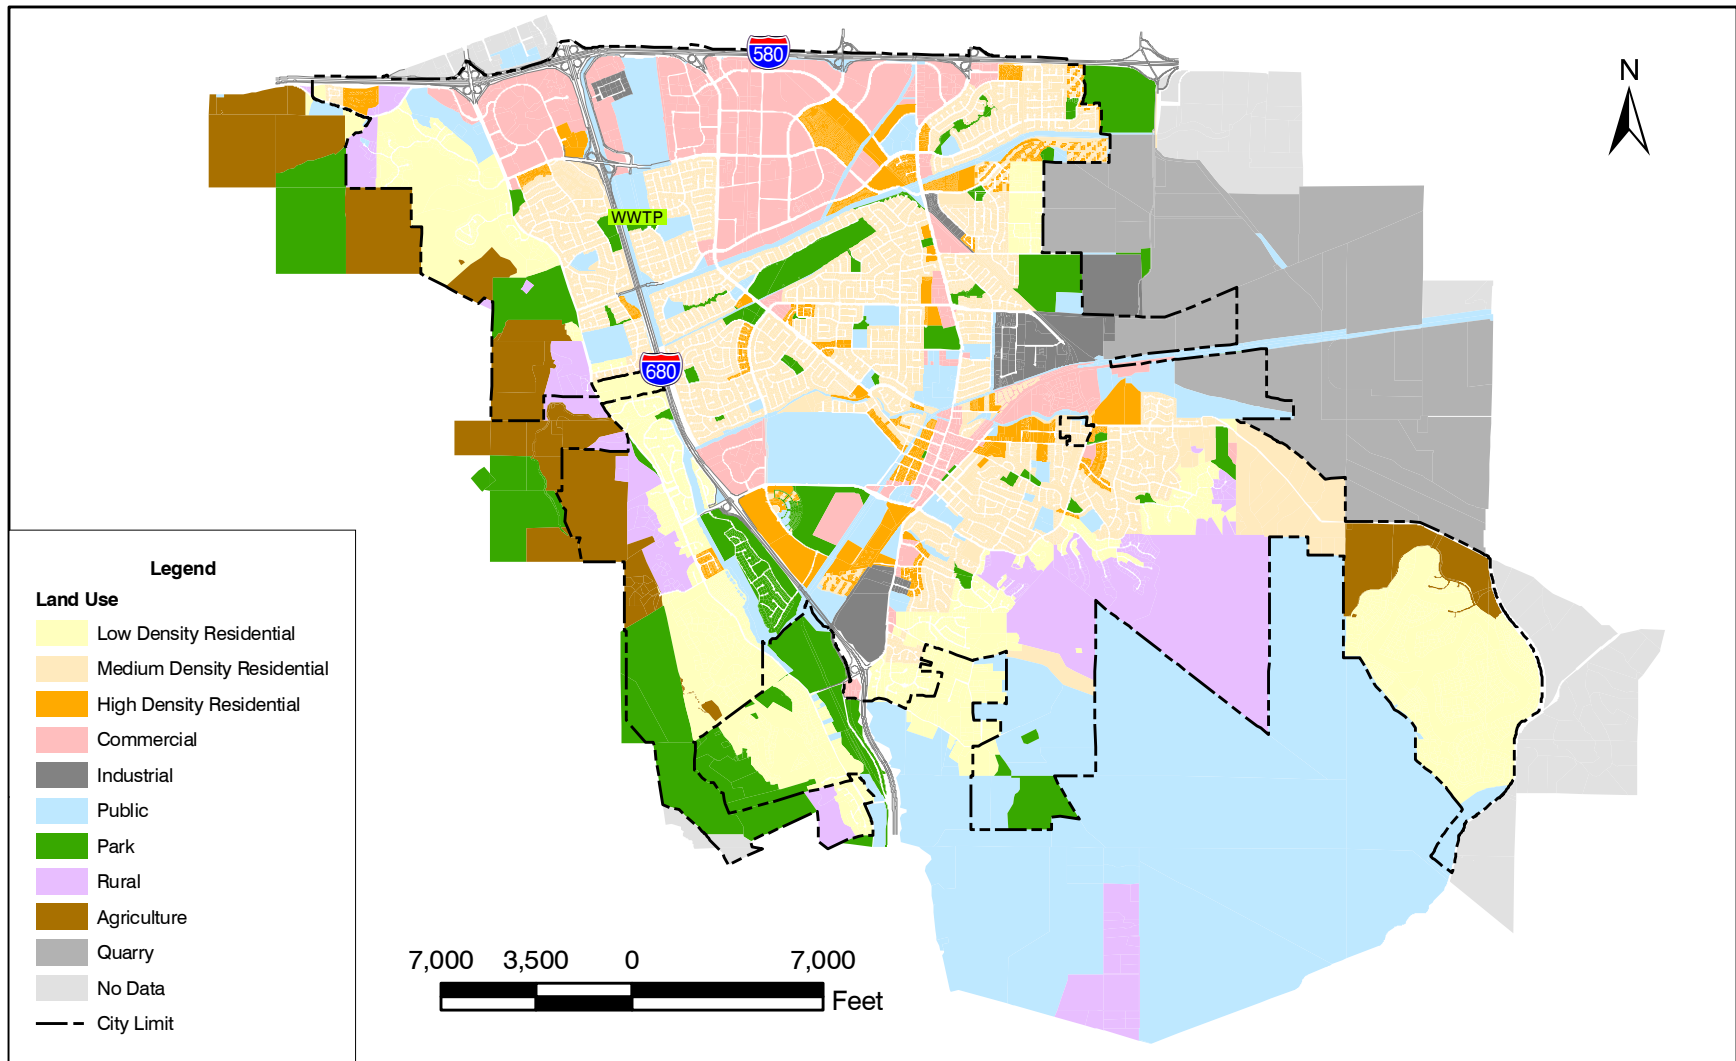 580
N
WWTP
680
Legend
Land Use
Low Density Residential
Medium Density Residential
High Density Residential
Commercial
Industrial
Public
Park
Rural
Agriculture
Quarry
No Data
City Limit
7,000 3,500 0 7,000
Feet